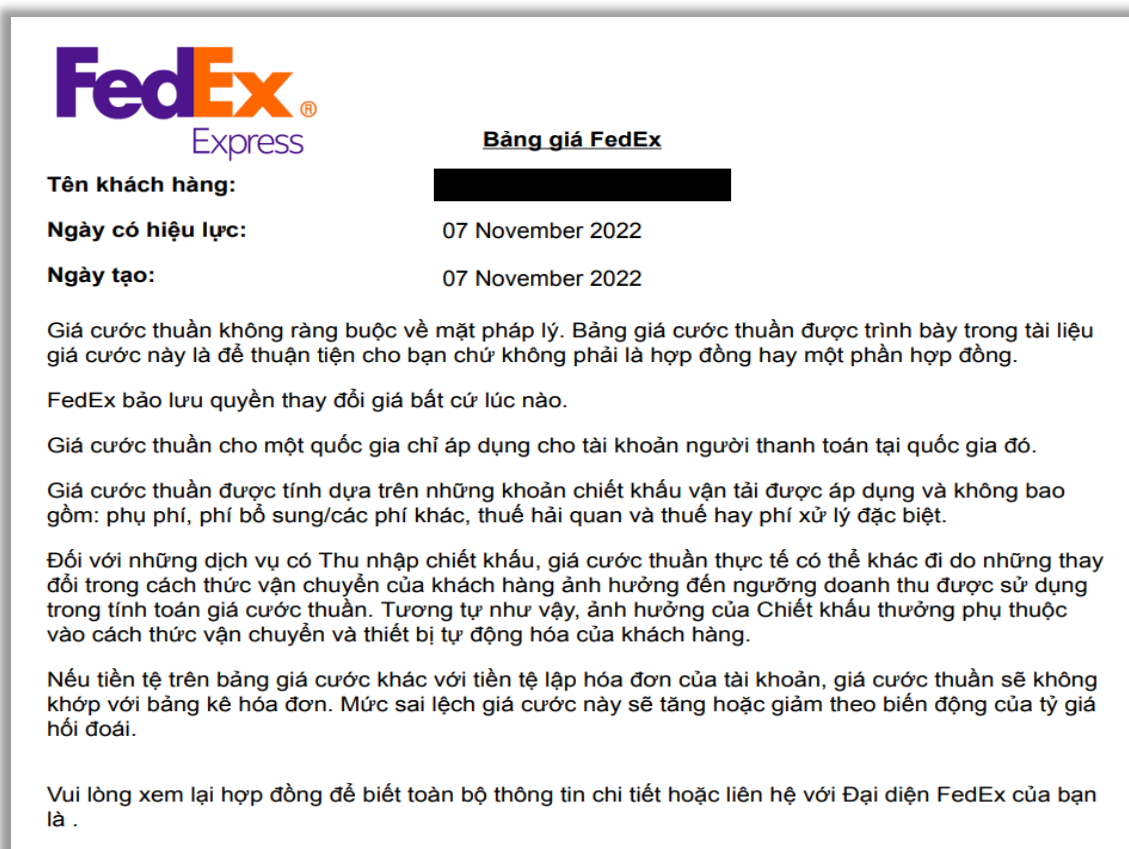 FedEx®
Express
Bảng giá FedEx
Tên khách hàng:
Ngày có hiệu lực: 07 November 2022
Ngày tạo: 07 November 2022
Giá cước thuần không ràng buộc về mặt pháp lý. Bảng giá cước thuần được trình bày trong tài liệu
giá cước này là để thuận tiện cho bạn chứ không phải là hợp đồng hay một phần hợp đồng.
FedEx bảo lưu quyền thay đổi giá bất cứ lúc nào.
Giá cước thuần cho một quốc gia chỉ áp dụng cho tài khoản người thanh toán tại quốc gia đó.
Giá cước thuần được tính dựa trên những khoản chiết khấu vận tải được áp dụng và không bao
gồm: phụ phí, phí bổ sung/các phí khác, thuế hải quan và thuế hay phí xử lý đặc biệt.
Đối với những dịch vụ có Thu nhập chiết khấu, giá cước thuần thực tế có thể khác đi do những thay
đổi trong cách thức vận chuyển của khách hàng ảnh hưởng đến ngưỡng doanh thu được sử dụng
trong tính toán giá cước thuần. Tương tự như vậy, ảnh hưởng của Chiết khấu thưởng phụ thuộc
vào cách thức vận chuyển và thiết bị tự động hóa của khách hàng.
Nếu tiền tệ trên bảng giá cước khác với tiền tệ lập hóa đơn của tài khoản, giá cước thuần sẽ không
khớp với bảng kê hóa đơn. Mức sai lệch giá cước này sẽ tăng hoặc giảm theo biến động của tỷ giá
hối đoái.
Vui lòng xem lại hợp đồng để biết toàn bộ thông tin chi tiết hoặc liên hệ với Đại diện FedEx của bạn
là .